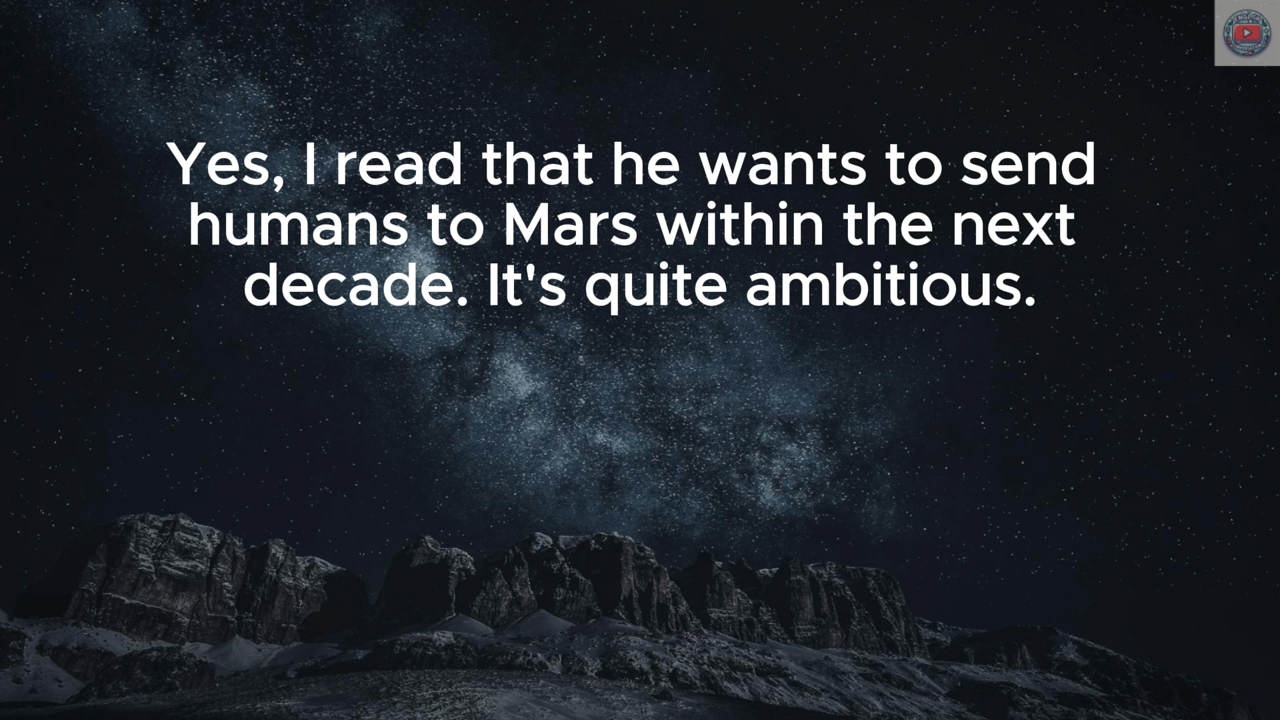 Yes, I read that he wants to send
humans to Mars within the next
decade. It's quite ambitious.